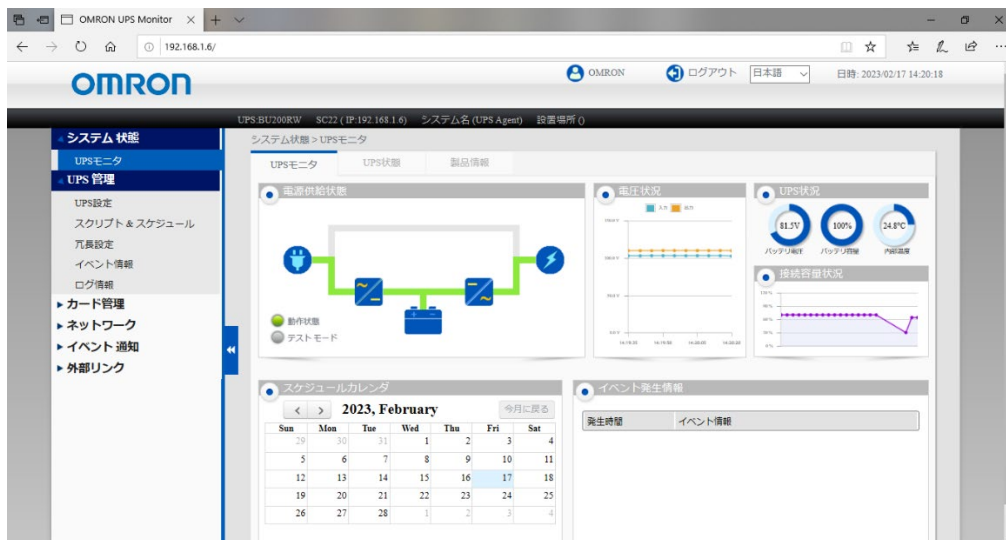 OMRON UPS Monitor
192.168.1.6/
OMRON
OMRON
ログアウト
日本語
日時: 2023/02/17 14:20:18
UPS:BU200RW SC22 ( IP:192.168.1.6) システム名 (UPS Agent) 設置場所 ()
システム 状態
UPSモニタ
UPS 管理
UPS設定
スクリプト & スケジュール
冗長設定
イベント情報
ログ情報
カード管理
ネットワーク
イベント 通知
外部リンク
システム状態 > UPSモニタ
UPSモニタ
UPS状態
製品情報
電源供給状態
動作状態
テスト モード
電圧状況
入力 出力
UPS状況
81.5V
100%
24.8°C
バッテリ電圧
バッテリ容量
内部温度
接続容量状況
スケジュールカレンダ
2023, February
今月に戻る
Sun Mon Tue Wed Thu Fri Sat
29 30 31 1 2 3 4
5 6 7 8 9 10 11
12 13 14 15 16 17 18
19 20 21 22 23 24 25
26 27 28 1 2 3 4
イベント発生情報
発生時間 イベント情報